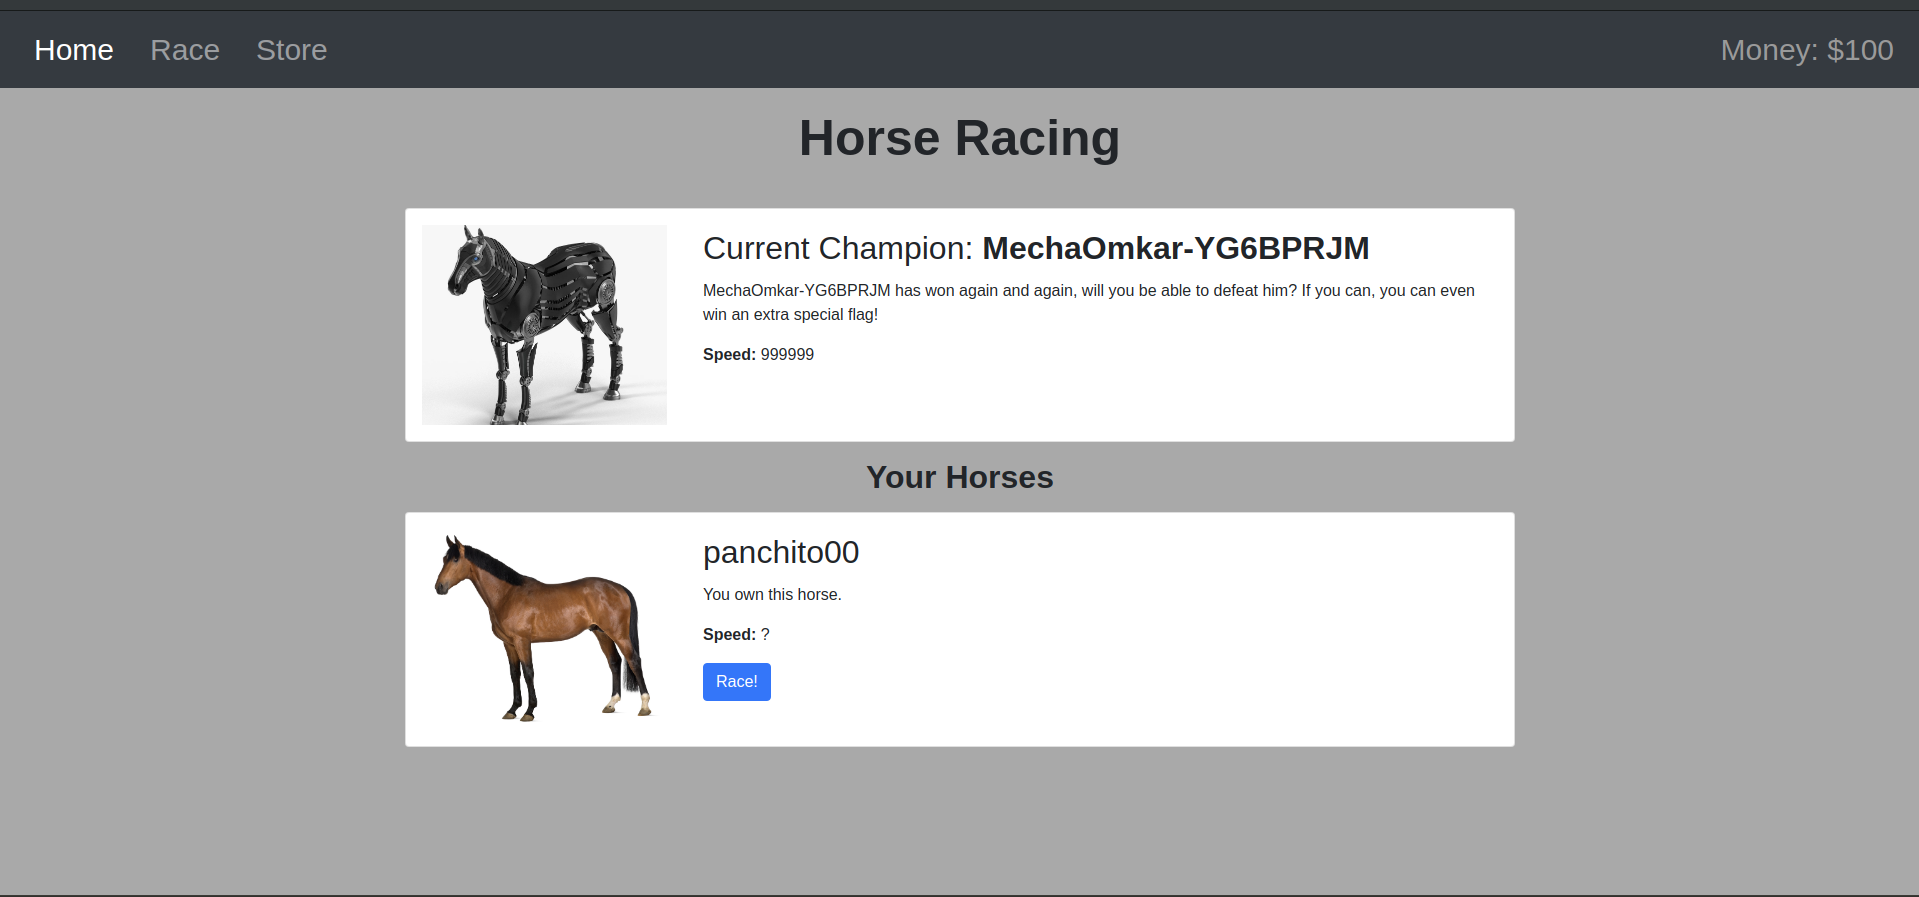 Home Race Store Money: $100
Horse Racing
Current Champion: MechaOmkar-YG6BPRJM
MechaOmkar-YG6BPRJM has won again and again, will you be able to defeat him? If you can, you can even
win an extra special flag!
Speed: 999999
Your Horses
panchito00
You own this horse.
Speed: ?
Race!